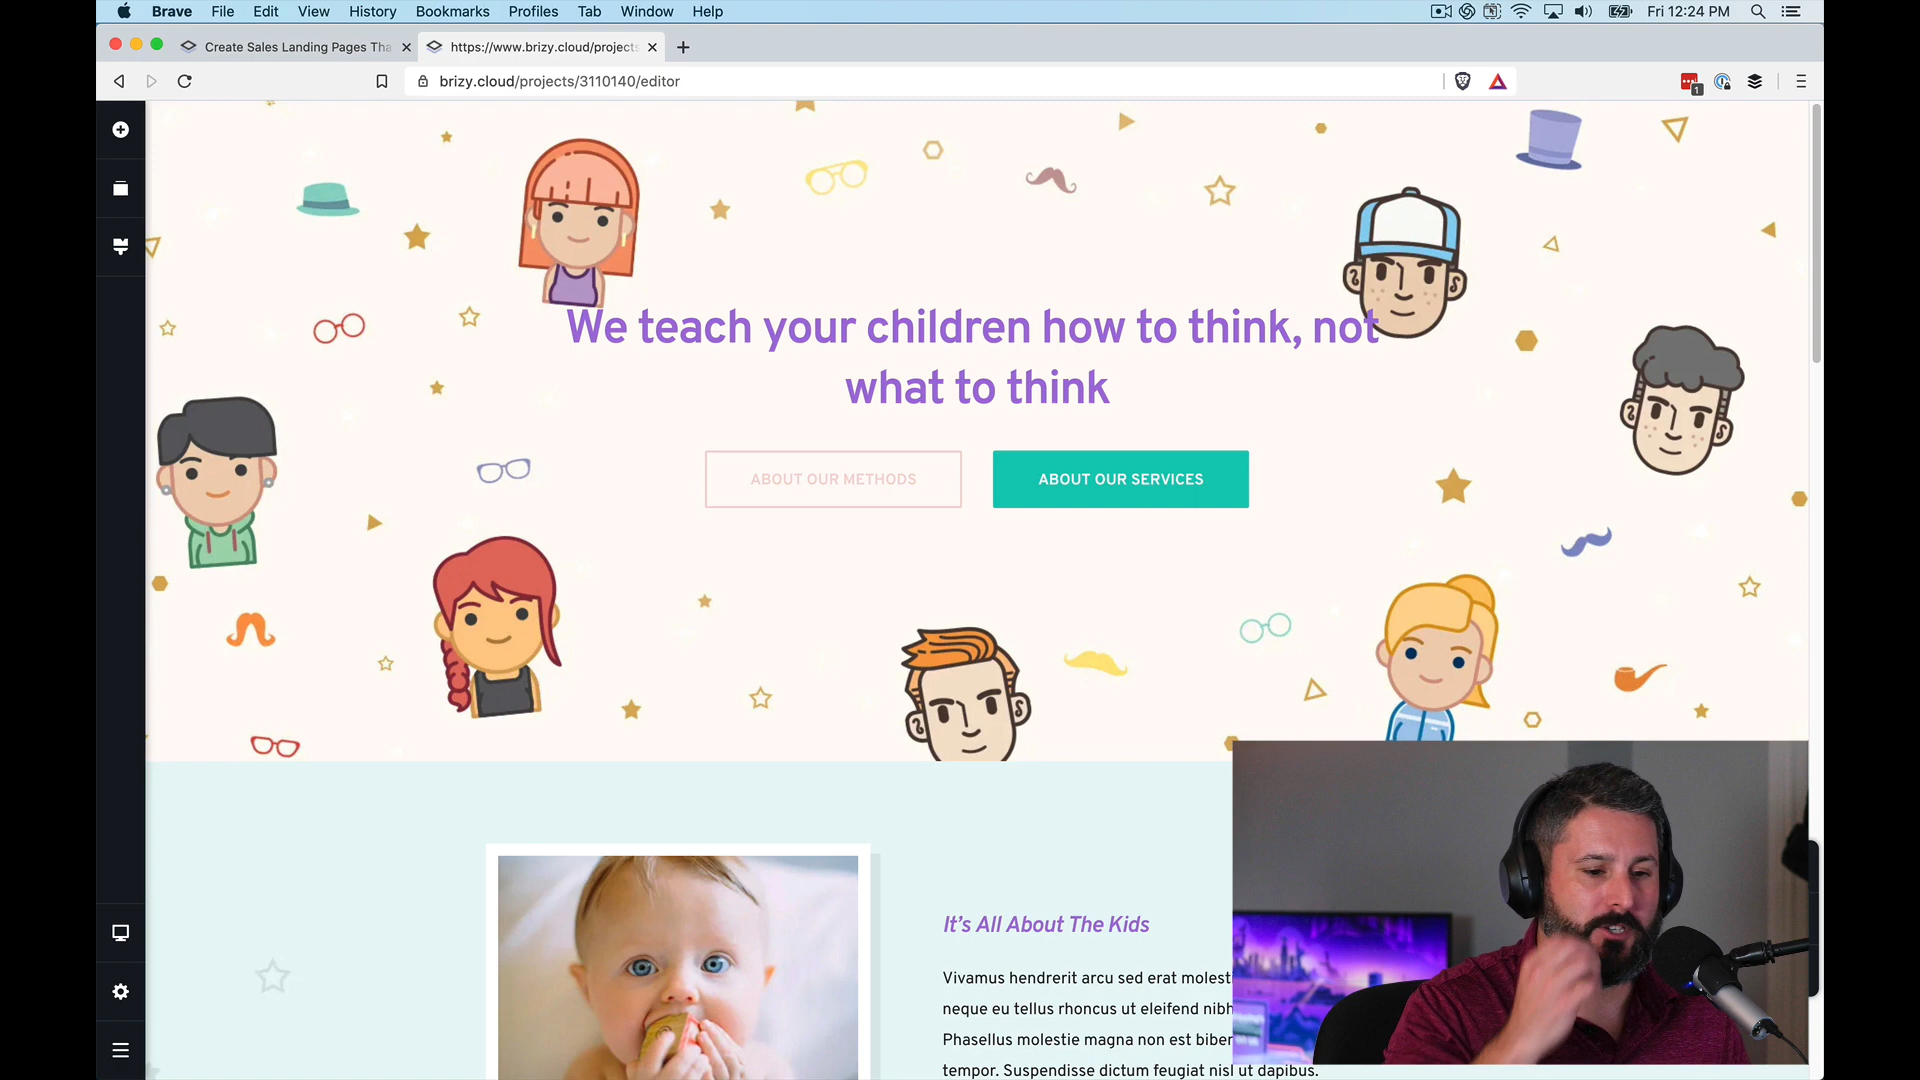 Brave File Edit View History Bookmarks Profiles Tab Window Help Fri 12:24 PM
Create Sales Landing Pages Tha
https://www.brizy.cloud/projects
brizy.cloud/projects/3110140/editor
1
We teach your children how to think, not
what to think
ABOUT OUR METHODS
ABOUT OUR SERVICES
It's All About The Kids
Vivamus hendrerit arcu sed erat molest
neque eu tellus rhoncus ut eleifend nibh
Phasellus molestie magna non est biber
tempor. Suspendisse dictum feugiat nisl ut dapibus.